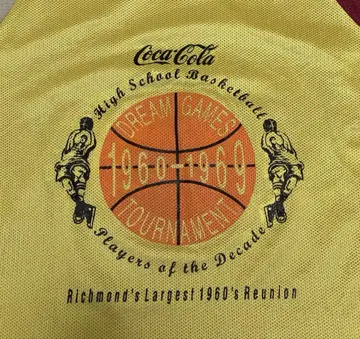 Coca-Cola
High School Basketball
DREAM GAMES
1960-1969
TOURNAMENT
Players of the Decade
Richmond's Largest 1960's Reunion